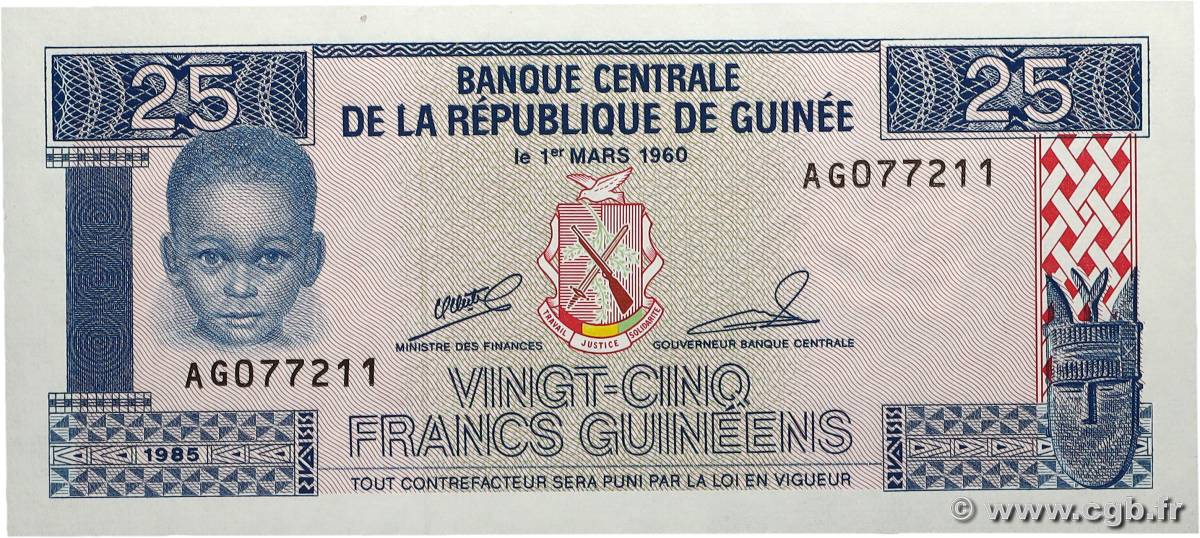 25
25
BANQUE CENTRALE
DE LA RÉPUBLIQUE DE GUINÉE
le 1er MARS 1960
AG077211
TRAVAIL JUSTICE SOLIDARITÉ
MINISTRE DES FINANCES
GOUVERNEUR BANQUE CENTRALE
AG077211
VINGT-CINQ
FRANCS GUINÉENS
1985
TOUT CONTREFACTEUR SERA PUNI PAR LA LOI EN VIGUEUR
© www.cgb.fr